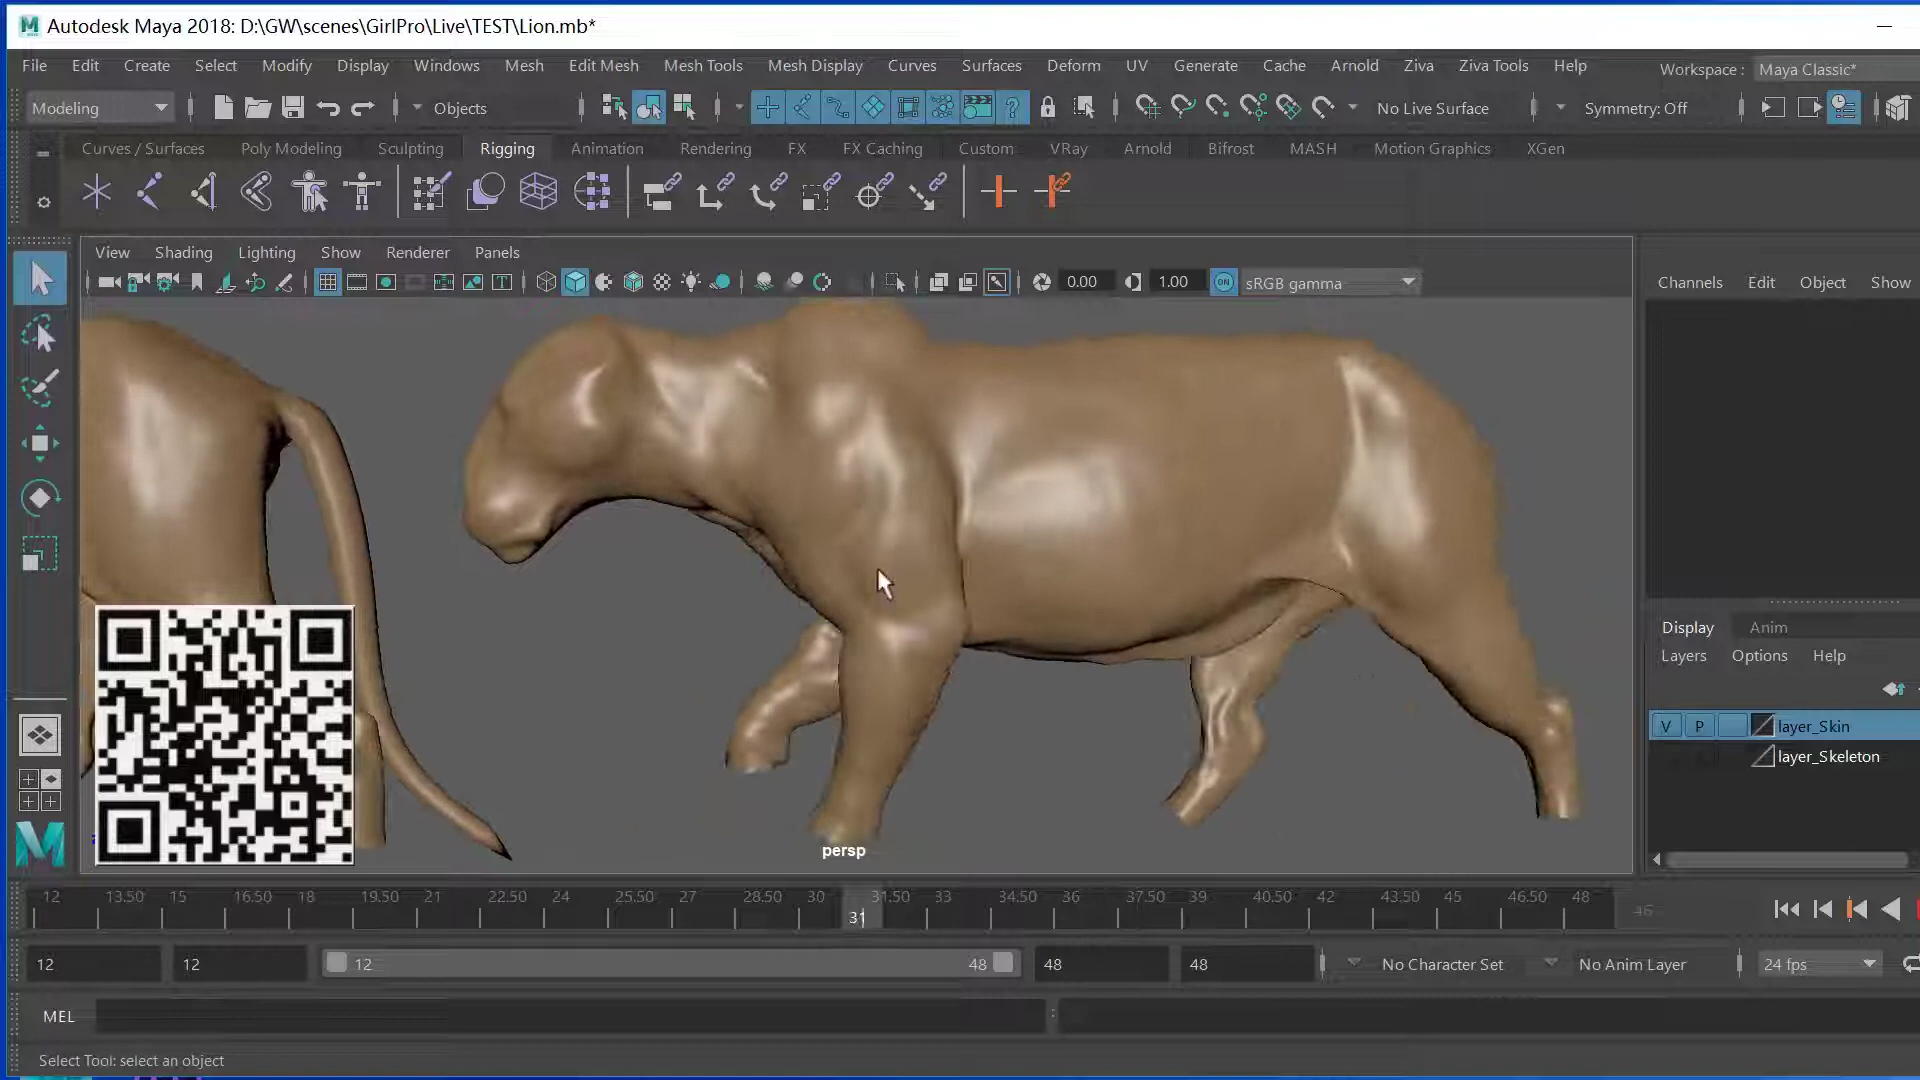 Autodesk Maya 2018: D:\GW\scenes\GirlPro\Live\TEST\Lion.mb*
File Edit Create Select Modify Display Windows Mesh Edit Mesh Mesh Tools Mesh Display Curves Surfaces Deform UV Generate Cache Arnold Ziva Ziva Tools Help Workspace : Maya Classic*
Modeling Objects No Live Surface Symmetry: Off
Curves / Surfaces Poly Modeling Sculpting Rigging Animation Rendering FX FX Caching Custom VRay Arnold Bifrost MASH Motion Graphics XGen
View Shading Lighting Show Renderer Panels
0.00 1.00 ON sRGB gamma
Channels Edit Object Show
Display Anim
Layers Options Help
V P layer_Skin
layer_Skeleton
persp
12 13.50 15 16.50 18 19.50 21 22.50 24 25.50 27 28.50 30 31.50 33 34.50 36 37.50 39 40.50 42 43.50 45 46.50 48
31
12 12 12 48 48 48 No Character Set No Anim Layer 24 fps
MEL
Select Tool: select an object